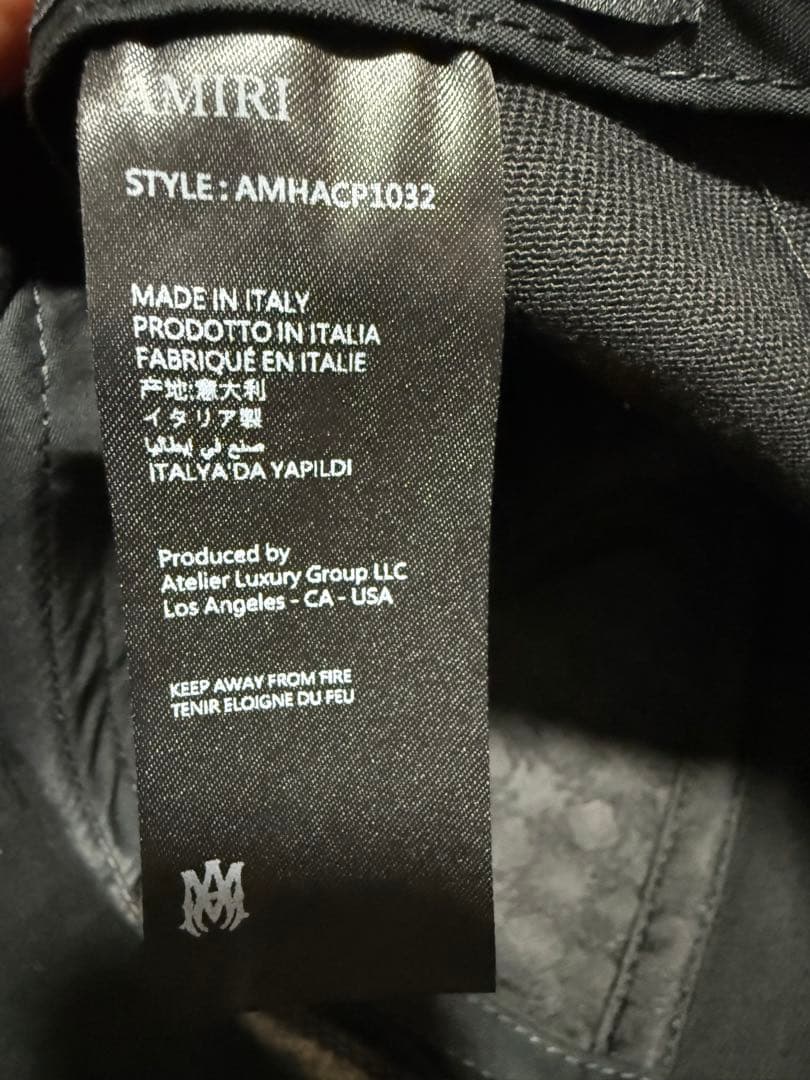 AMIRI
STYLE : AMHACP1032
MADE IN ITALY
PRODOTTO IN ITALIA
FABRIQUÉ EN ITALIE
产地:意大利
イタリア製
صنع في إيطاليا
ITALYA'DA YAPILDI
Produced by
Atelier Luxury Group LLC
Los Angeles - CA - USA
KEEP AWAY FROM FIRE
TENIR ELOIGNE DU FEU